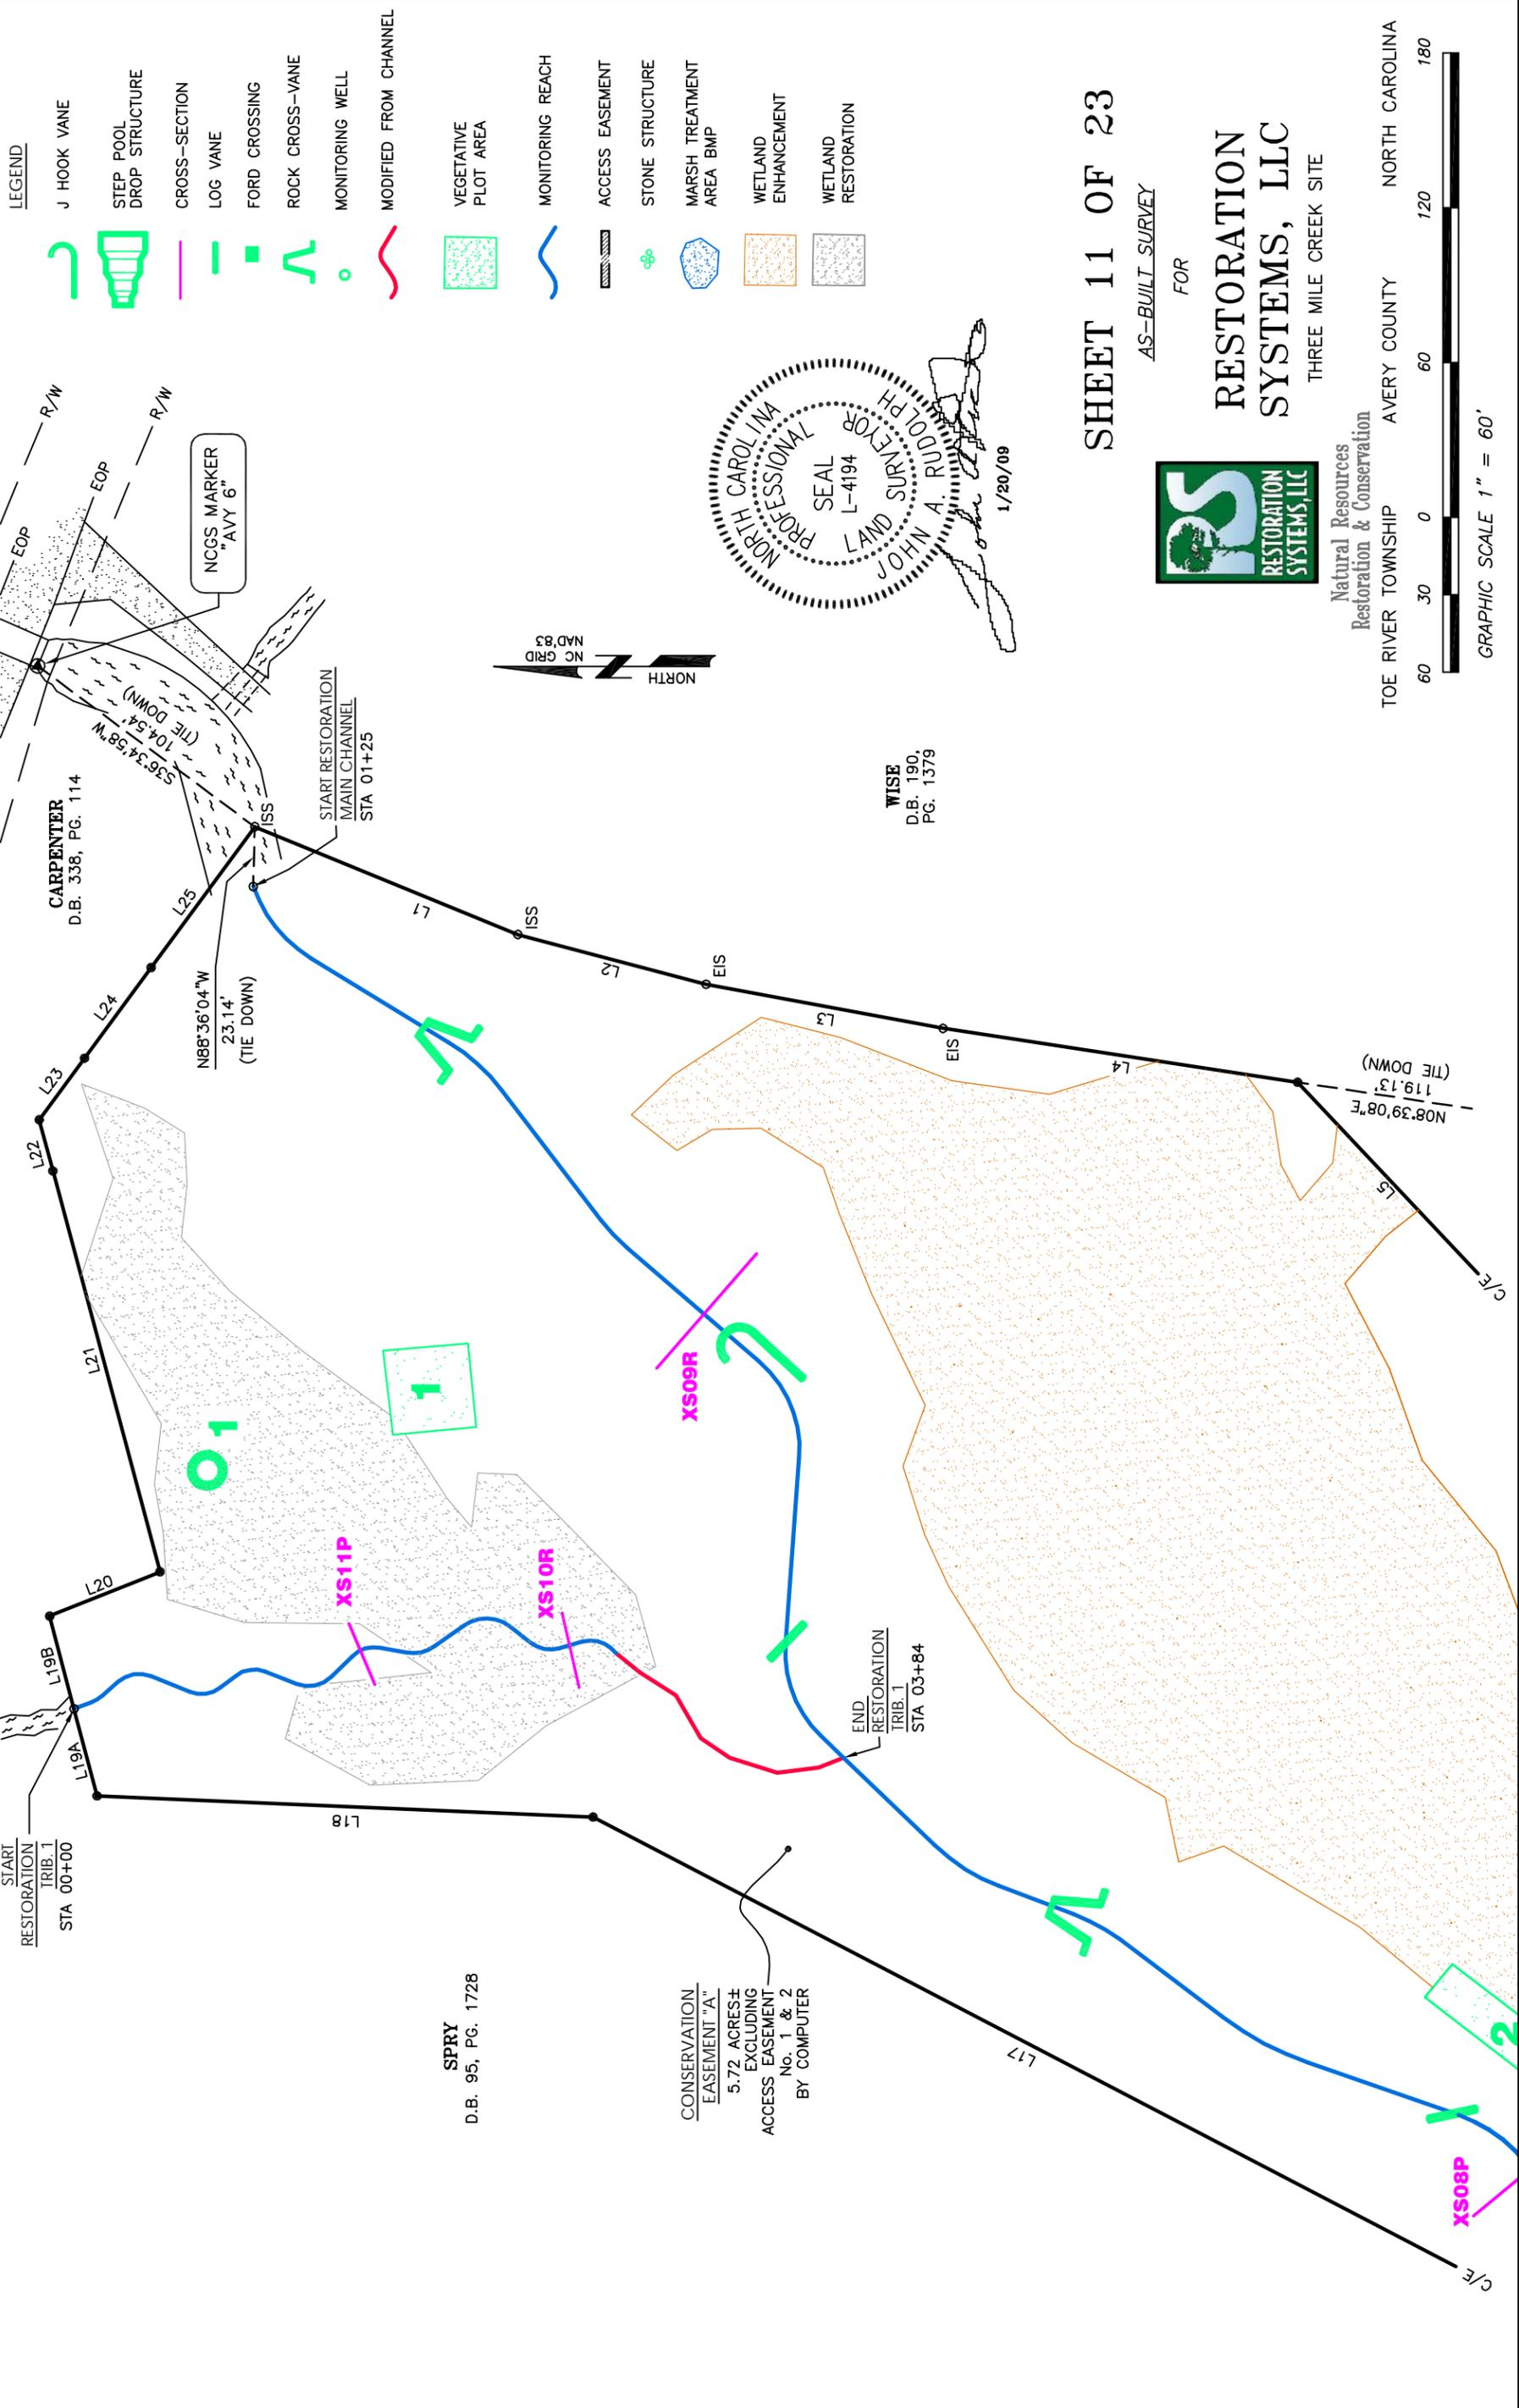 LEGEND
J HOOK VANE
STEP POOL
DROP STRUCTURE
CROSS-SECTION
LOG VANE
FORD CROSSING
ROCK CROSS-VANE
MONITORING WELL
MODIFIED FROM CHANNEL
VEGETATIVE
PLOT AREA
MONITORING REACH
ACCESS EASEMENT
STONE STRUCTURE
MARSH TREATMENT
AREA BMP
WETLAND
ENHANCEMENT
WETLAND
RESTORATION
R/W
R/W
EOP
EOP
NCGS MARKER
"AVY 6"
S36°34'58"W
104.54'
(TIE DOWN)
CARPENTER
D.B. 338, PG. 114
ISS
START RESTORATION
MAIN CHANNEL
STA 01+25
N88°36'04"W
23.14'
(TIE DOWN)
L25
L24
L23
L22
L21
L20
L19B
L19A
L18
L17
L1
ISS
L2
EIS
L3
EIS
L4
L5
C/E
N08°39'08"E
119.13'
(TIE DOWN)
NC GRID
NAD'83
NORTH
WISE
D.B. 190,
PG. 1379
1
1
XS09R
XS11P
XS10R
START
RESTORATION
TRIB. 1
STA 00+00
END
RESTORATION
TRIB. 1
STA 03+84
SPRY
D.B. 95, PG. 1728
CONSERVATION
EASEMENT "A"
5.72 ACRES±
EXCLUDING
ACCESS EASEMENT
No. 1 & 2
BY COMPUTER
2
XS08P
C/E
NORTH CAROLINA
PROFESSIONAL
SEAL
L-4194
LAND SURVEYOR
JOHN A. RUDOLPH
1/20/09
SHEET 11 OF 23
AS-BUILT SURVEY
FOR
RESTORATION
SYSTEMS, LLC
THREE MILE CREEK SITE
RS
RESTORATION
SYSTEMS, LLC
Natural Resources
Restoration & Conservation
TOE RIVER TOWNSHIP AVERY COUNTY NORTH CAROLINA
60 30 0 60 120 180
GRAPHIC SCALE 1" = 60'